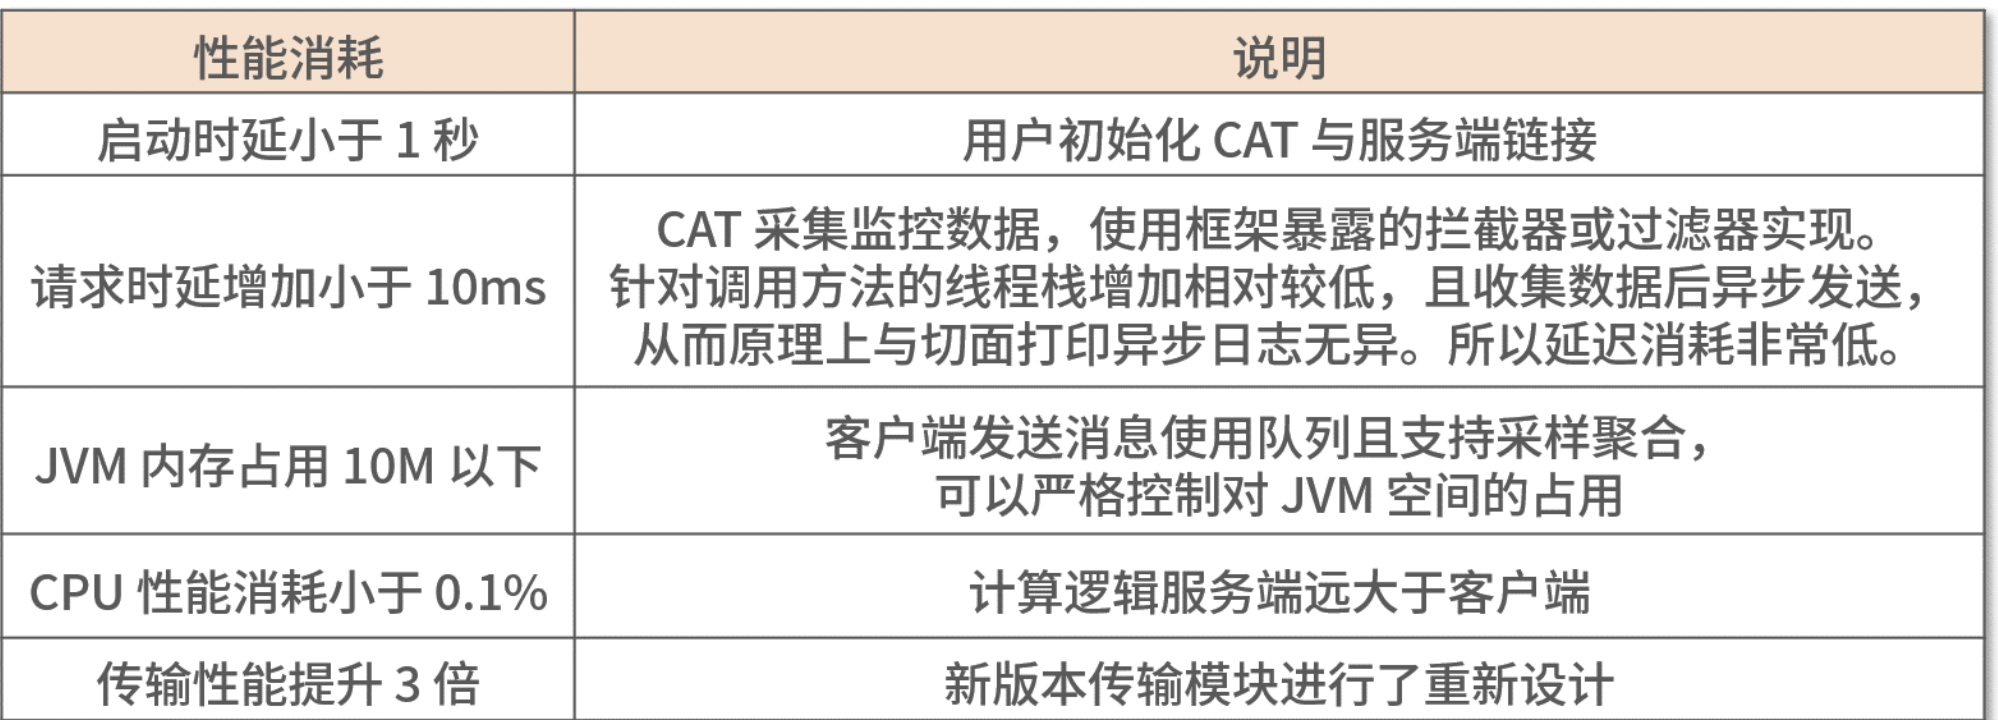 性能消耗
说明
启动时延小于 1 秒
用户初始化 CAT 与服务端链接
请求时延增加小于 10ms
CAT 采集监控数据，使用框架暴露的拦截器或过滤器实现。
针对调用方法的线程栈增加相对较低，且收集数据后异步发送，
从而原理上与切面打印异步日志无异。所以延迟消耗非常低。
JVM 内存占用 10M 以下
客户端发送消息使用队列且支持采样聚合，
可以严格控制对 JVM 空间的占用
CPU 性能消耗小于 0.1%
计算逻辑服务端远大于客户端
传输性能提升 3 倍
新版本传输模块进行了重新设计